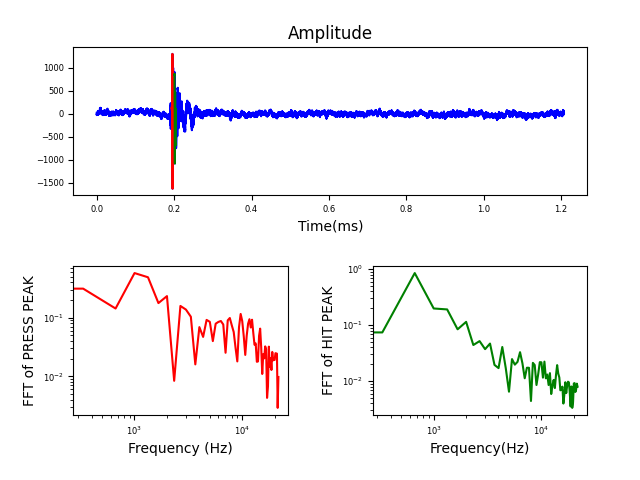 Amplitude
1000
500
0
−500
−1000
−1500
0.0 0.2 0.4 0.6 0.8 1.0 1.2
Time(ms)
FFT of PRESS PEAK
10⁻¹
10⁻²
10³ 10⁴
Frequency (Hz)
FFT of HIT PEAK
10⁰
10⁻¹
10⁻²
10³ 10⁴
Frequency(Hz)